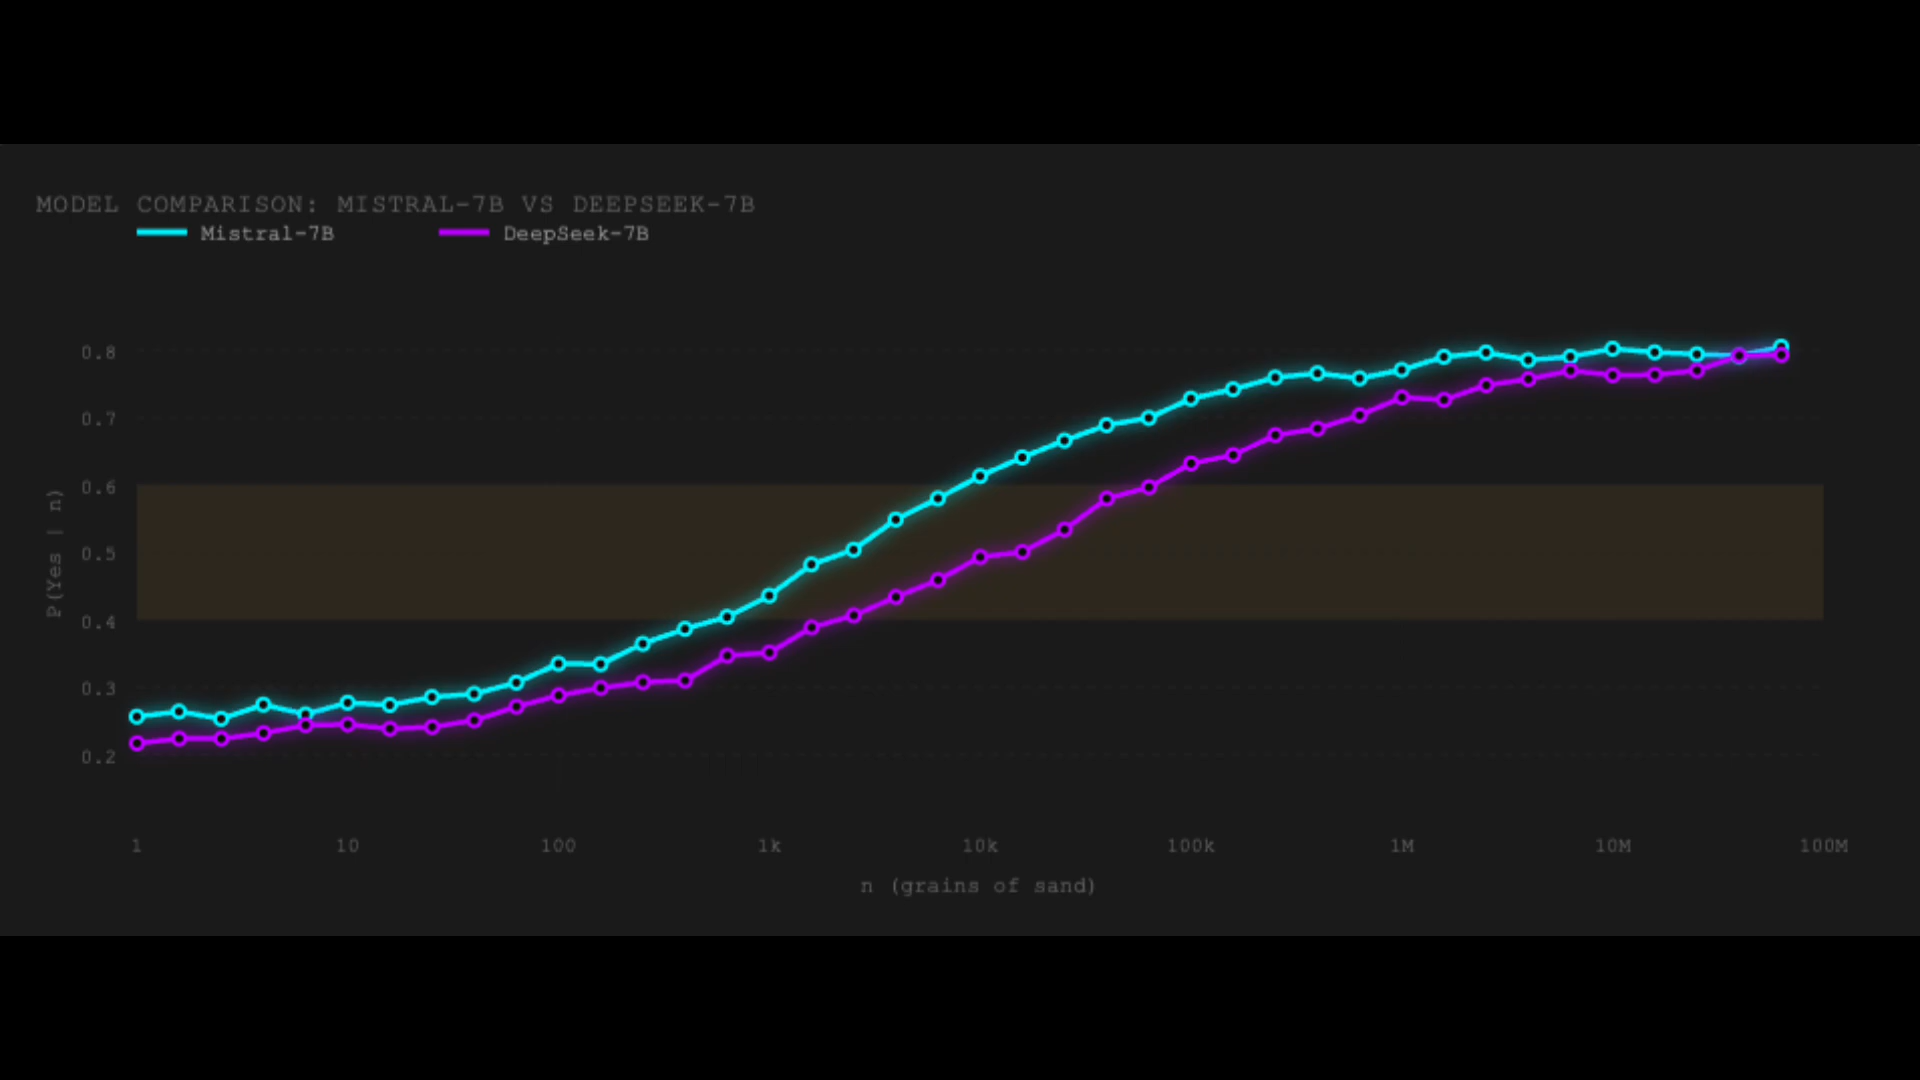 MODEL COMPARISON: MISTRAL-7B VS DEEPSEEK-7B
Mistral-7B DeepSeek-7B
0.8
0.7
0.6
0.5
0.4
0.3
0.2
P(Yes | n)
1 10 100 1k 10k 100k 1M 10M 100M
n (grains of sand)